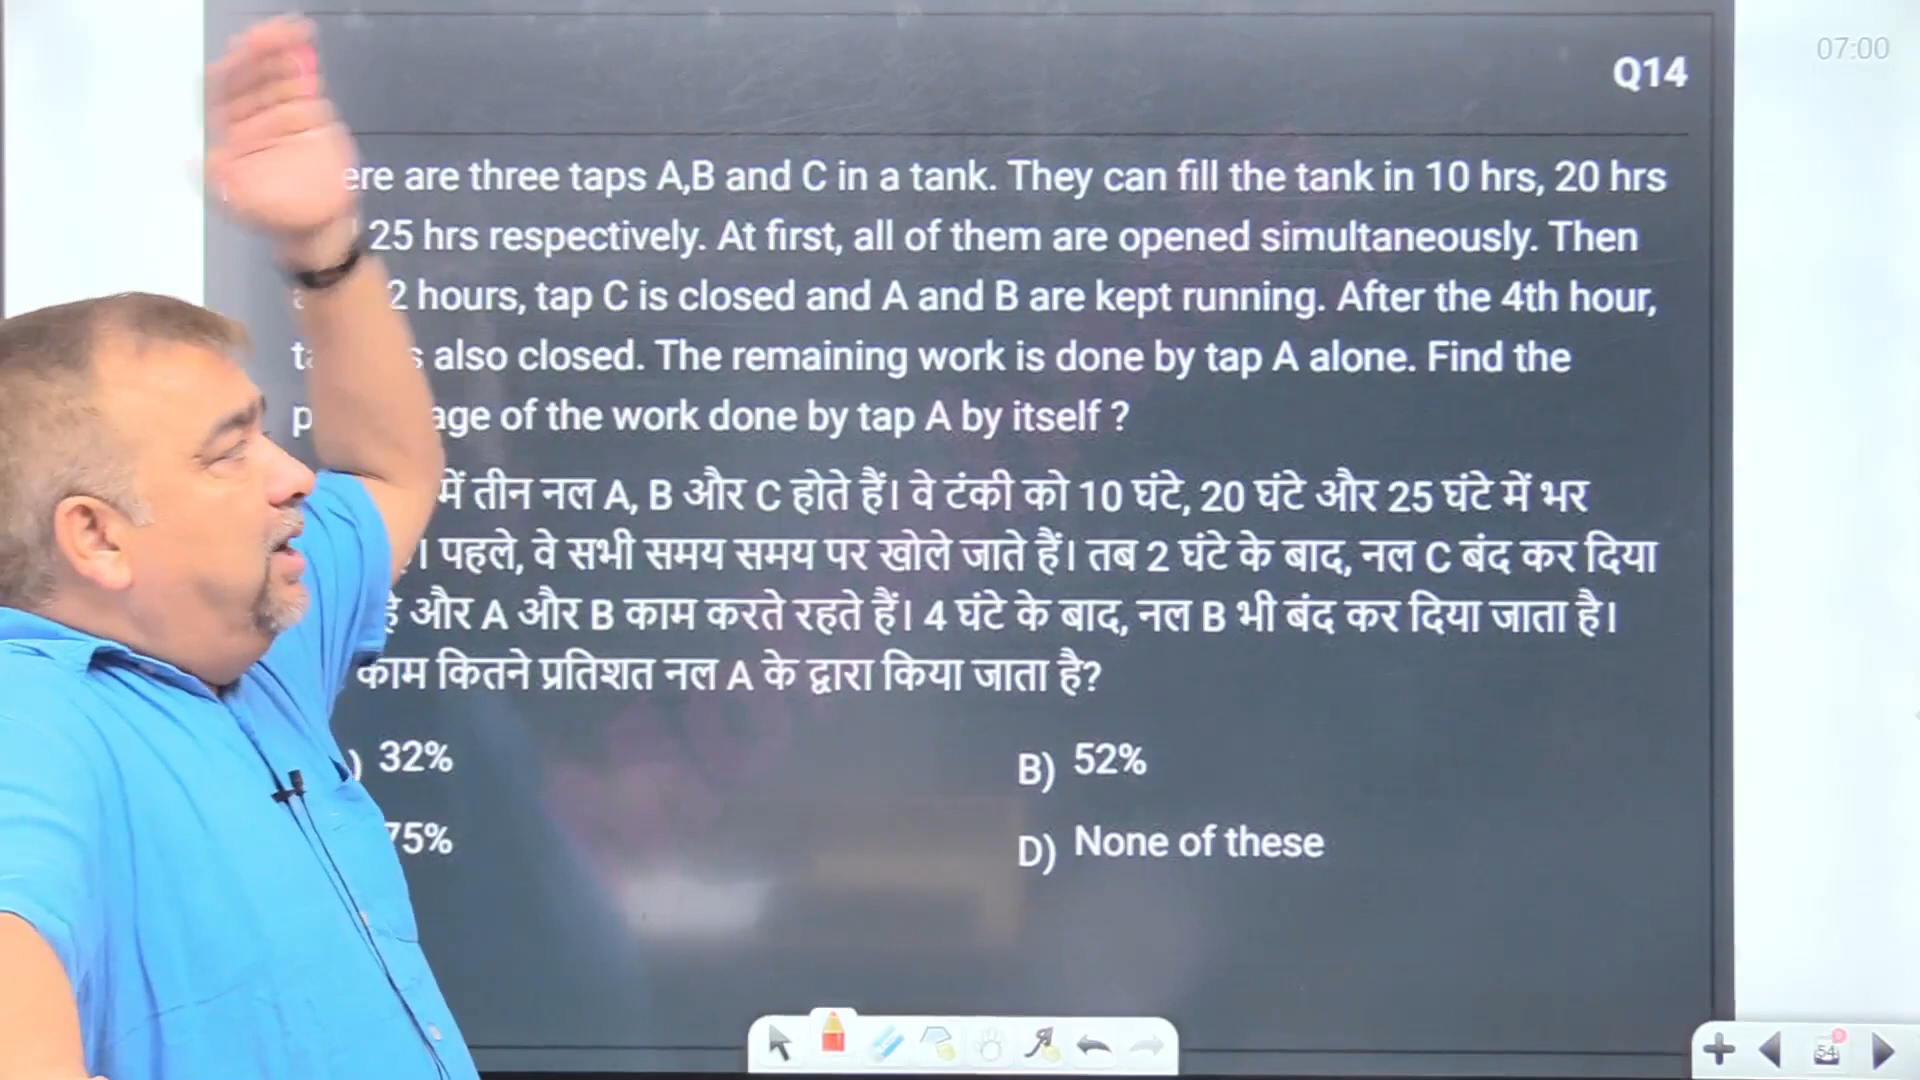 07:00
Q14
are three taps A,B and C in a tank. They can fill the tank in 10 hrs, 20 hrs
25 hrs respectively. At first, all of them are opened simultaneously. Then
2 hours, tap C is closed and A and B are kept running. After the 4th hour,
also closed. The remaining work is done by tap A alone. Find the
of the work done by tap A by itself ?
में तीन नल A, B और C होते हैं। वे टंकी को 10 घंटे, 20 घंटे और 25 घंटे में भर
। पहले, वे सभी समय समय पर खोले जाते हैं। तब 2 घंटे के बाद, नल C बंद कर दिया
है और A और B काम करते रहते हैं। 4 घंटे के बाद, नल B भी बंद कर दिया जाता है।
काम कितने प्रतिशत नल A के द्वारा किया जाता है?
) 32%
B) 52%
75%
D) None of these
54